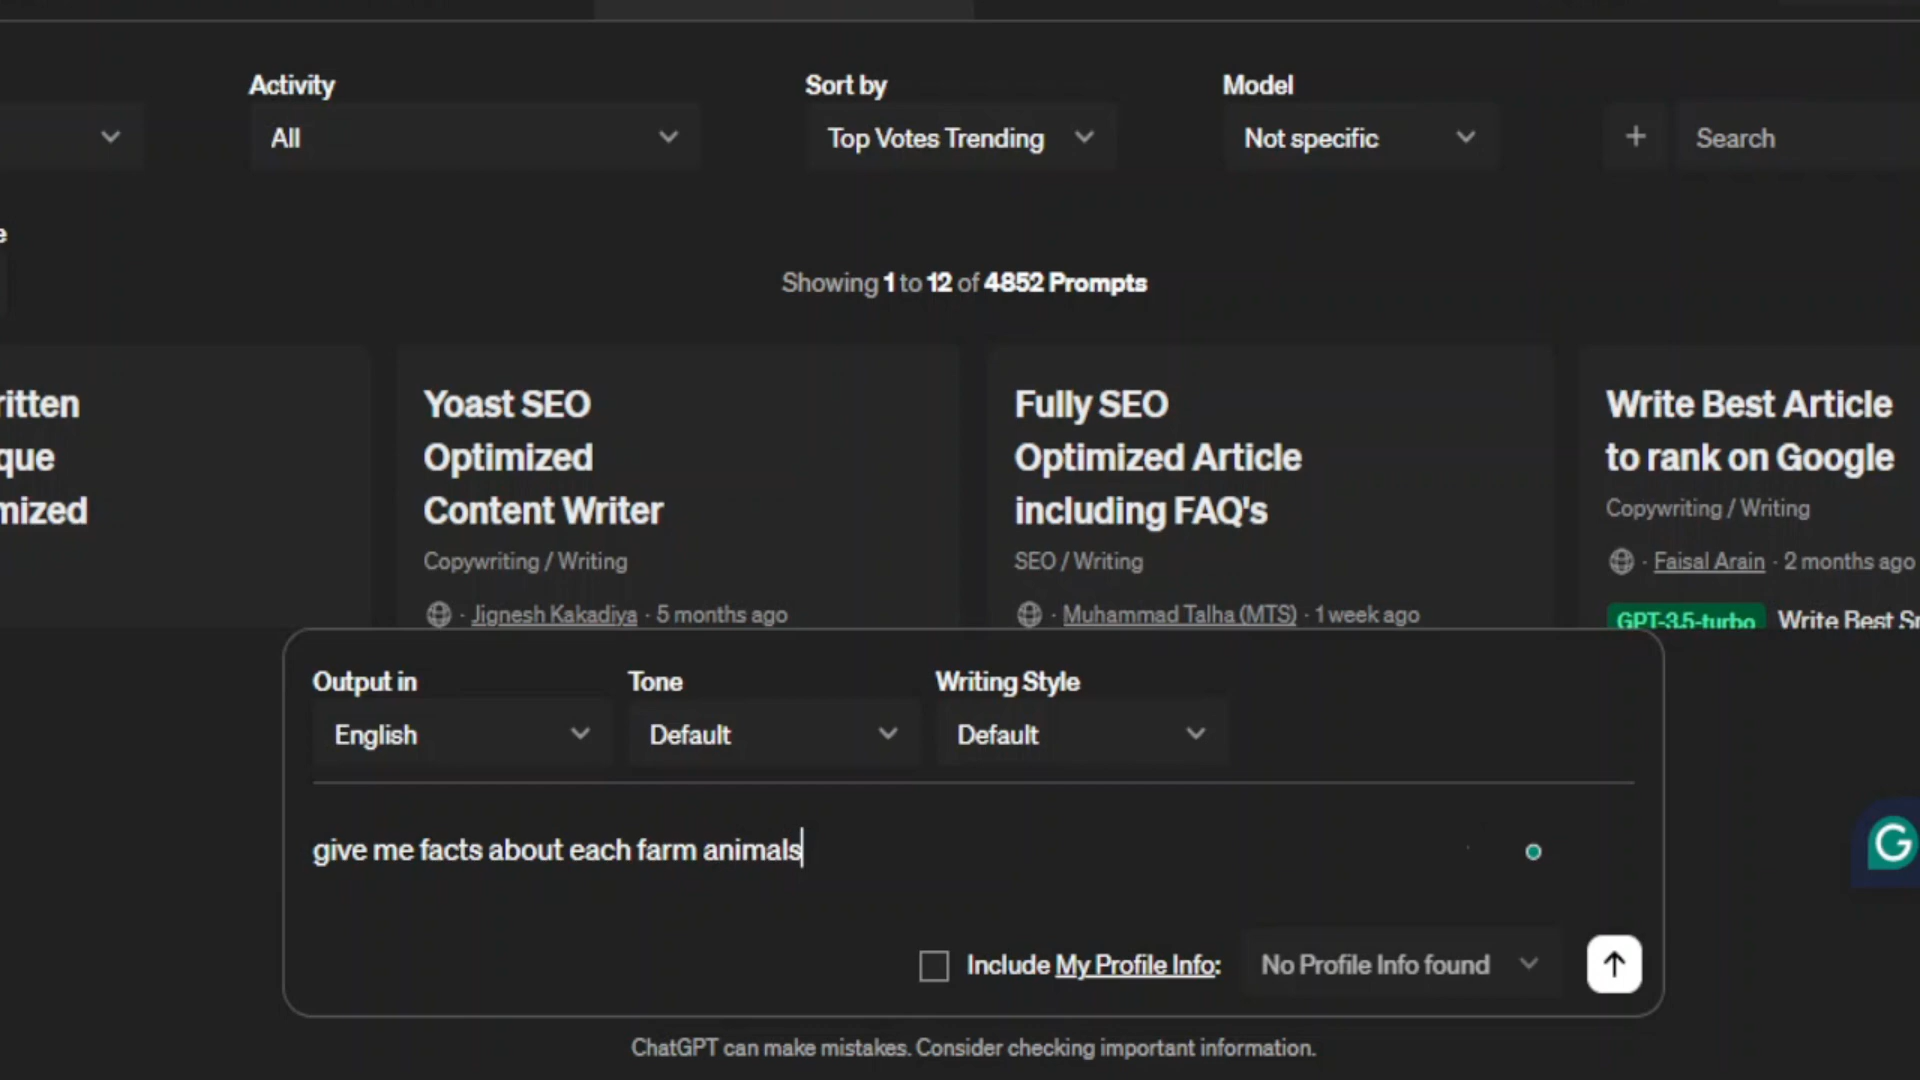 Activity
Sort by
Model
All
Top Votes Trending
Not specific
+ Search
e
Showing 1 to 12 of 4852 Prompts
ritten
que
mized
Yoast SEO
Optimized
Content Writer
Copywriting / Writing
· Jignesh Kakadiya · 5 months ago
Fully SEO
Optimized Article
including FAQ's
SEO / Writing
· Muhammad Talha (MTS) · 1 week ago
Write Best Article
to rank on Google
Copywriting / Writing
· Faisal Arain · 2 months ago
GPT-3.5-turbo Write Best Sr
Output in
Tone
Writing Style
English
Default
Default
give me facts about each farm animals
G
Include My Profile Info:
No Profile Info found
ChatGPT can make mistakes. Consider checking important information.